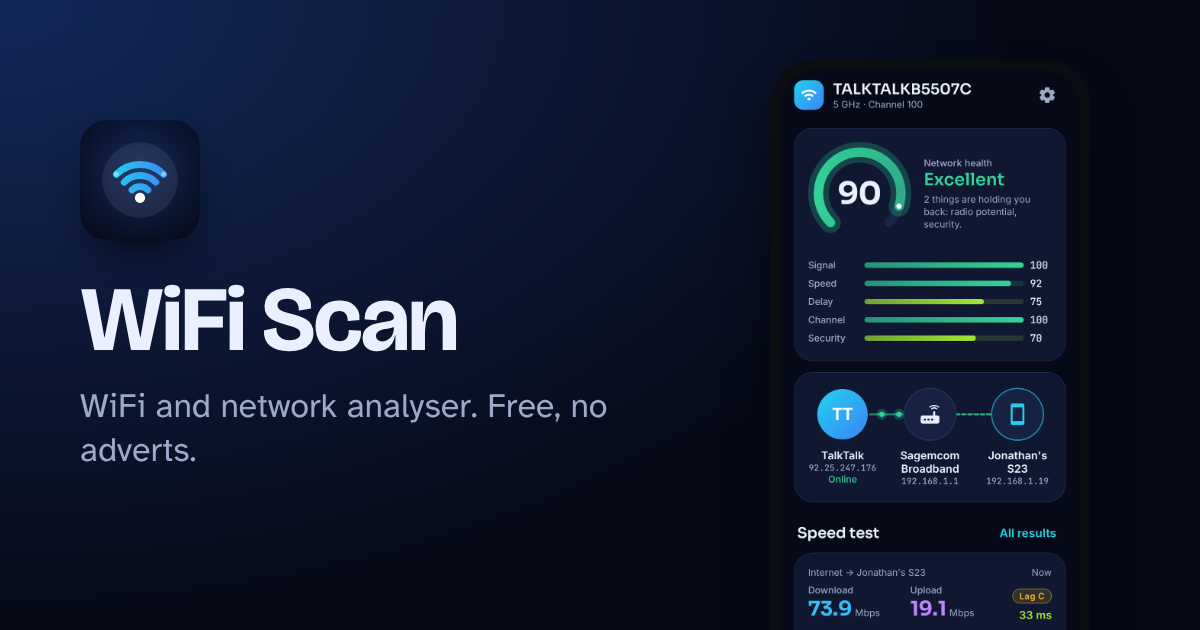 WiFi Scan
WiFi and network analyser. Free, no
adverts.
TALKTALKB5507C
5 GHz · Channel 100
90
Network health
Excellent
2 things are holding you
back: radio potential,
security.
Signal 100
Speed 92
Delay 75
Channel 100
Security 70
TT
TalkTalk
92.25.247.176
Online
Sagemcom
Broadband
192.168.1.1
Jonathan's
S23
192.168.1.19
Speed test All results
Internet → Jonathan's S23 Now
Download Upload Lag C
73.9 Mbps 19.1 Mbps 33 ms